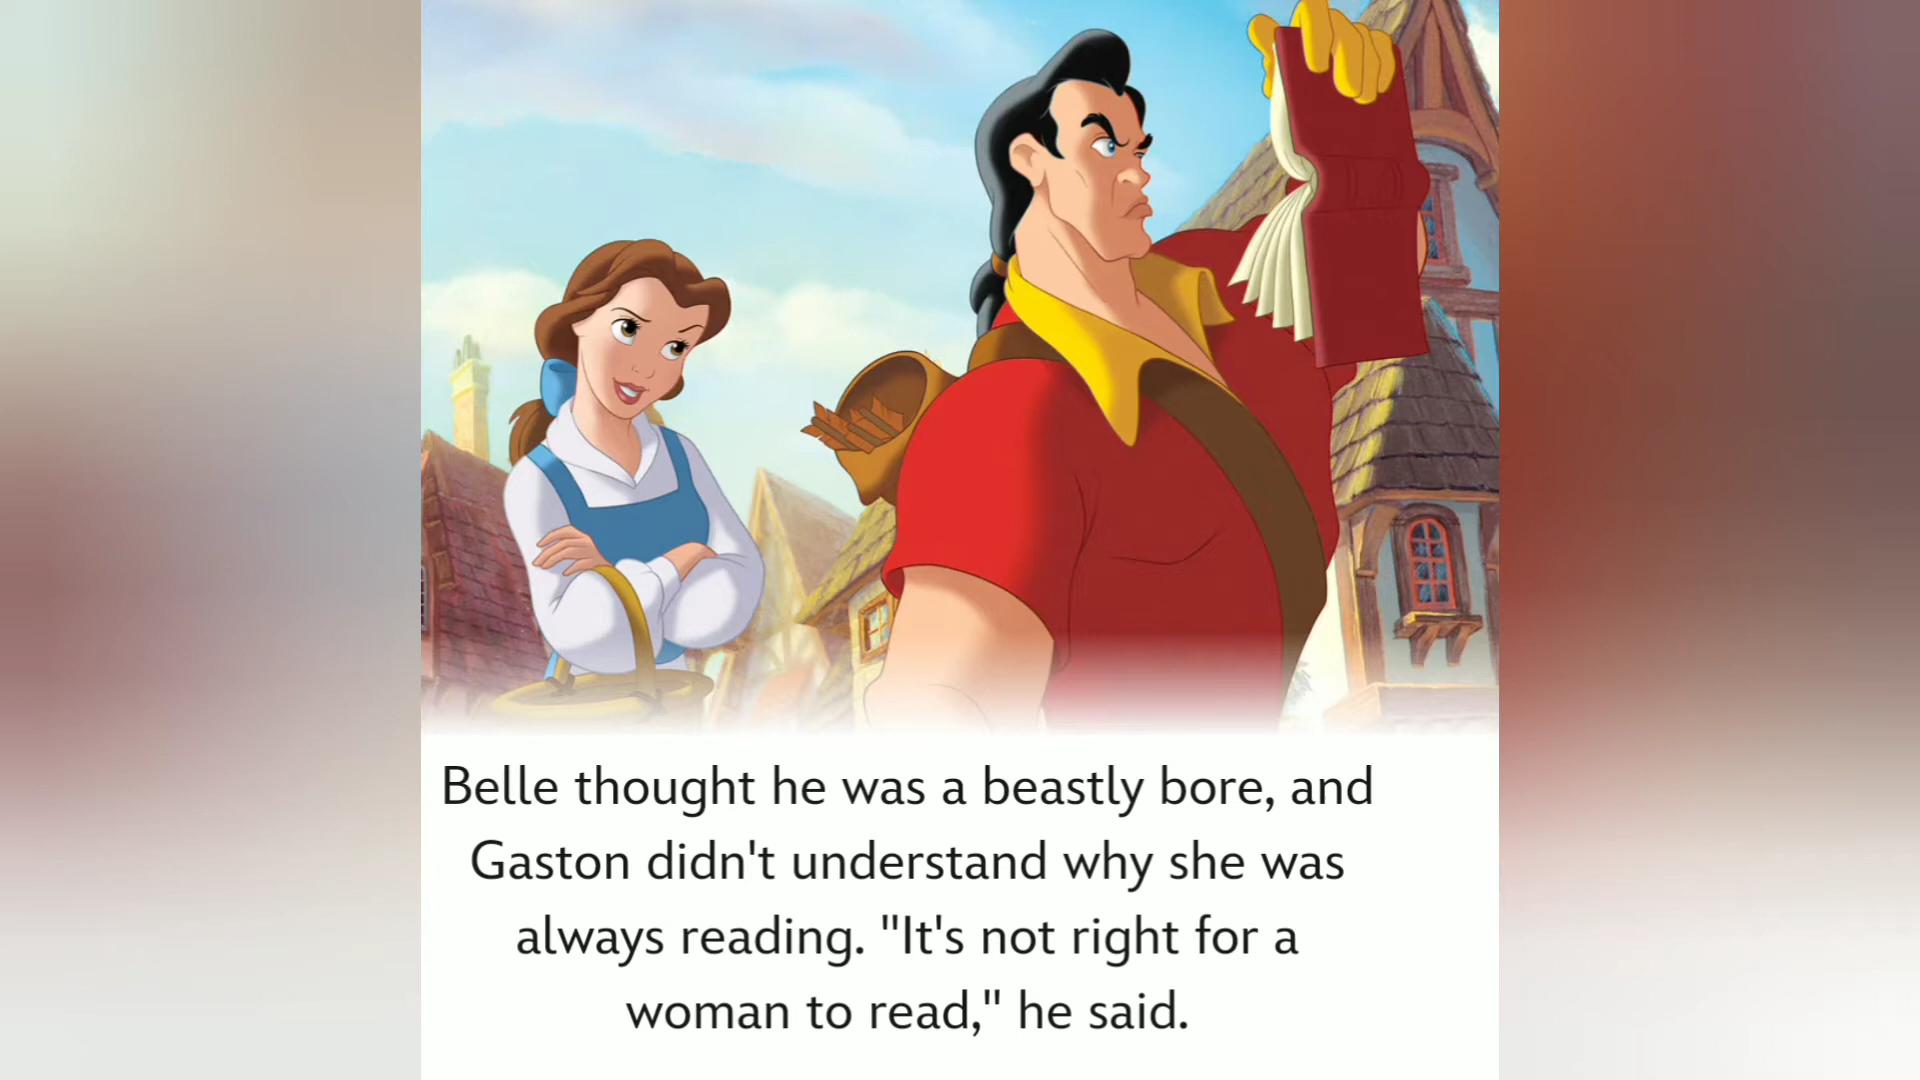 Belle thought he was a beastly bore, and
Gaston didn't understand why she was
always reading. "It's not right for a
woman to read," he said.